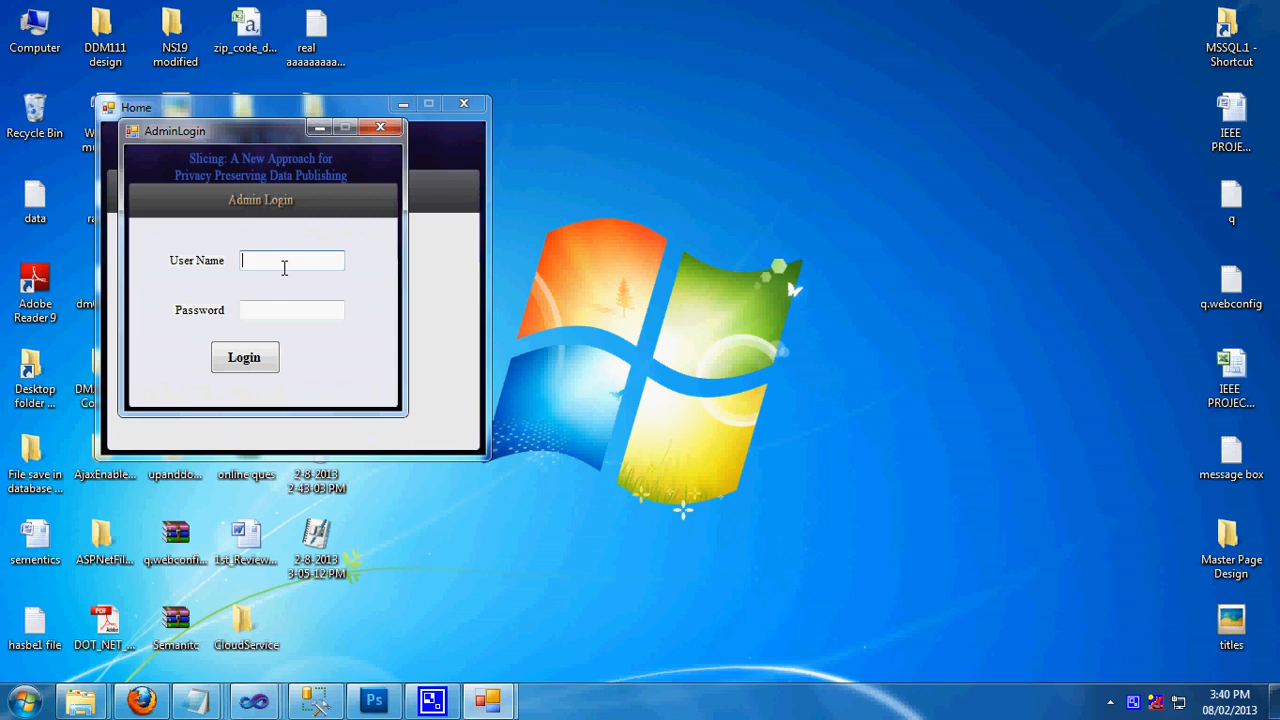 Computer
DDM111
design
NS19
modified
zip_code_d...
real
aaaaaaaaa...
MSSQL.1 -
Shortcut
Recycle Bin
Home
AdminLogin
Slicing: A New Approach for
Privacy Preserving Data Publishing
Admin Login
User Name
Password
Login
IEEE
PROJE...
data
q
Adobe
Reader 9
q.webconfig
Desktop
folder ...
IEEE
PROJEC...
File save in
database ...
AjaxEnable...
upanddo...
online ques
2-8-2013
2-43-03 PM
message box
sementics
ASPNetFil...
q.webconfi...
1st_Review...
2-8-2013
3-05-12 PM
Master Page
Design
hasbe1 file
DOT_NET_...
Semanitc
CloudService
titles
Ps
3:40 PM
08/02/2013